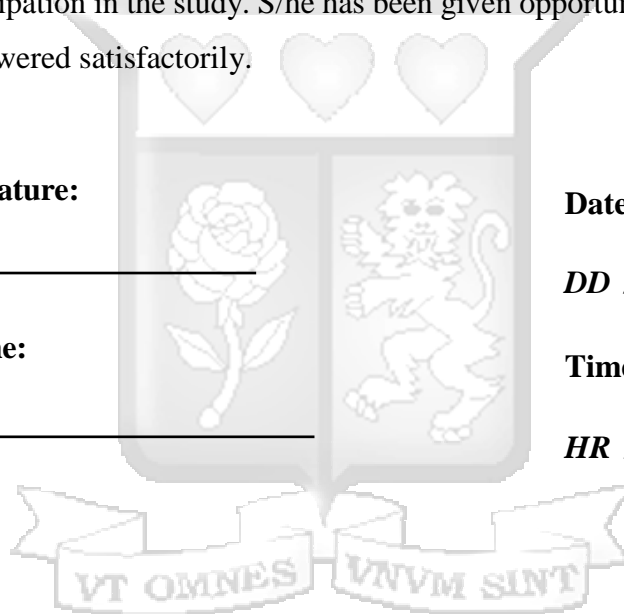 ipation in the study. S/he has been given opportu
wered satisfactorily.
ature:
Date
DD
e:
Time
HR
VT OMNES VNVM SINT